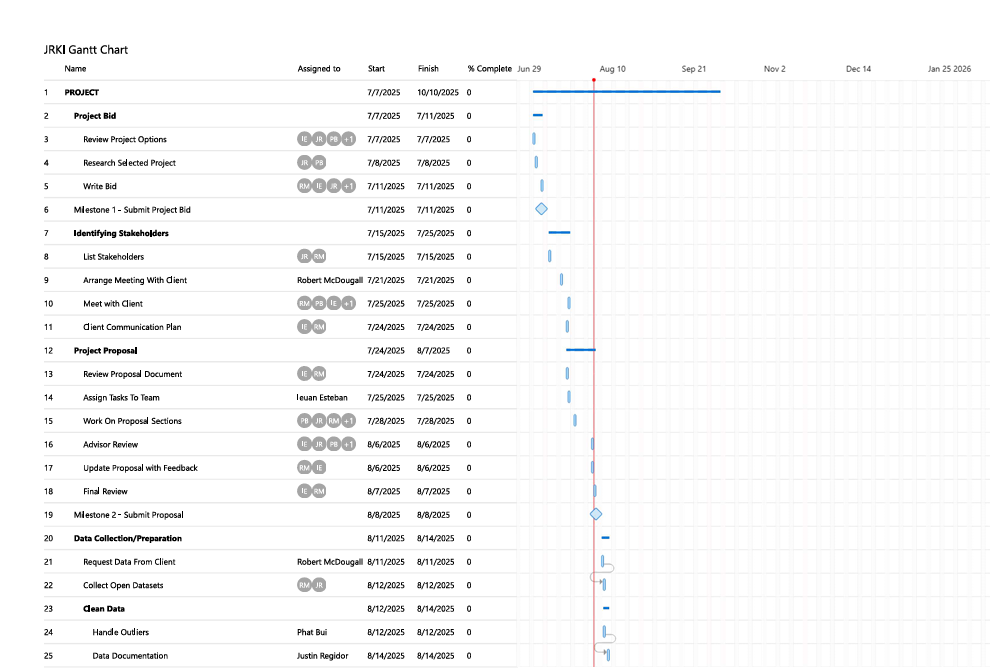 JRKI Gantt Chart
Name Assigned to Start Finish % Complete Jun 29 Aug 10 Sep 21 Nov 2 Dec 14 Jan 25 2026
1 PROJECT 7/7/2025 10/10/2025 0
2 Project Bid 7/7/2025 7/11/2025 0
3 Review Project Options IE JR PB +1 7/7/2025 7/7/2025 0
4 Research Selected Project JR PB 7/8/2025 7/8/2025 0
5 Write Bid RM IE JR +1 7/11/2025 7/11/2025 0
6 Milestone 1 - Submit Project Bid 7/11/2025 7/11/2025 0
7 Identifying Stakeholders 7/15/2025 7/25/2025 0
8 List Stakeholders JR RM 7/15/2025 7/15/2025 0
9 Arrange Meeting With Client Robert McDougall 7/21/2025 7/21/2025 0
10 Meet with Client RM PB IE +1 7/25/2025 7/25/2025 0
11 Client Communication Plan IE RM 7/24/2025 7/24/2025 0
12 Project Proposal 7/24/2025 8/7/2025 0
13 Review Proposal Document IE RM 7/24/2025 7/24/2025 0
14 Assign Tasks To Team Ieuan Esteban 7/25/2025 7/25/2025 0
15 Work On Proposal Sections PB JR RM +1 7/28/2025 7/28/2025 0
16 Advisor Review IE JR PB +1 8/6/2025 8/6/2025 0
17 Update Proposal with Feedback RM IE 8/6/2025 8/6/2025 0
18 Final Review IE RM 8/7/2025 8/7/2025 0
19 Milestone 2 - Submit Proposal 8/8/2025 8/8/2025 0
20 Data Collection/Preparation 8/11/2025 8/14/2025 0
21 Request Data From Client Robert McDougall 8/11/2025 8/11/2025 0
22 Collect Open Datasets RM JR 8/12/2025 8/12/2025 0
23 Clean Data 8/12/2025 8/14/2025 0
24 Handle Outliers Phat Bui 8/12/2025 8/12/2025 0
25 Data Documentation Justin Regidor 8/14/2025 8/14/2025 0